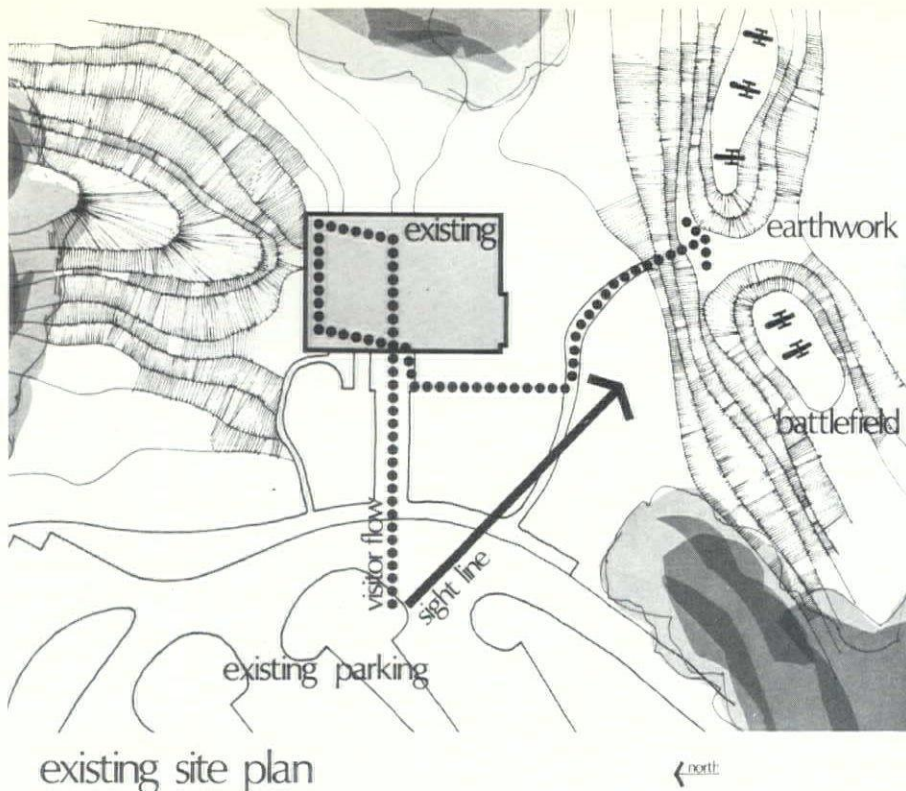 existing
earthwork
battlefield
visitor flow
sight line
existing parking
existing site plan
north